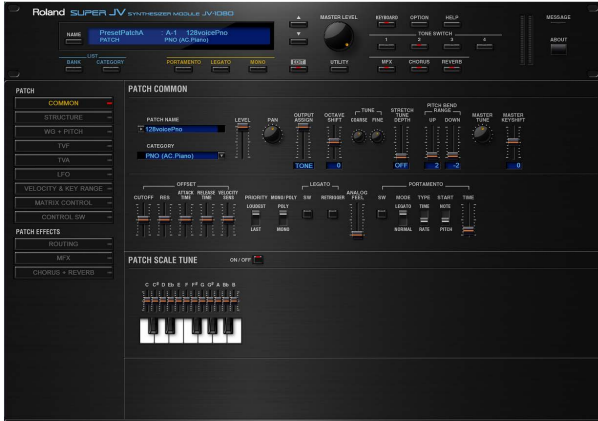 Roland SUPER JV SYNTHESIZER MODULE JV-1080
MASTER LEVEL
KEYBOARD OPTION HELP
MESSAGE
NAME
PresetPatchA : A-1 128voicePno
PATCH PNO (AC.Piano)
TONE SWITCH
1 2 3 4
ABOUT
LIST
BANK CATEGORY
PORTAMENTO LEGATO MONO
EDIT
UTILITY
MFX CHORUS REVERB
PATCH
COMMON
STRUCTURE
WG + PITCH
TVF
TVA
LFO
VELOCITY & KEY RANGE
MATRIX CONTROL
CONTROL SW
PATCH EFFECTS
ROUTING
MFX
CHORUS + REVERB
PATCH COMMON
PATCH NAME
128voicePno
CATEGORY
PNO (AC.Piano)
LEVEL
PAN
OUTPUT ASSIGN
TONE
OCTAVE SHIFT
0
TUNE
COARSE FINE
STRETCH TUNE DEPTH
OFF
PITCH BEND RANGE
UP DOWN
2 -2
MASTER TUNE
MASTER KEYSHIFT
0
OFFSET
CUTOFF RES ATTACK TIME RELEASE TIME VELOCITY SENS
PRIORITY
LOUDEST
LAST
MONO/POLY
POLY
MONO
LEGATO
SW RETRIGGER
ANALOG FEEL
PORTAMENTO
SW MODE TYPE START TIME
LEGATO TIME NOTE
NORMAL RATE PITCH
PATCH SCALE TUNE
ON / OFF
C C# D Eb E F F# G G# A Bb B